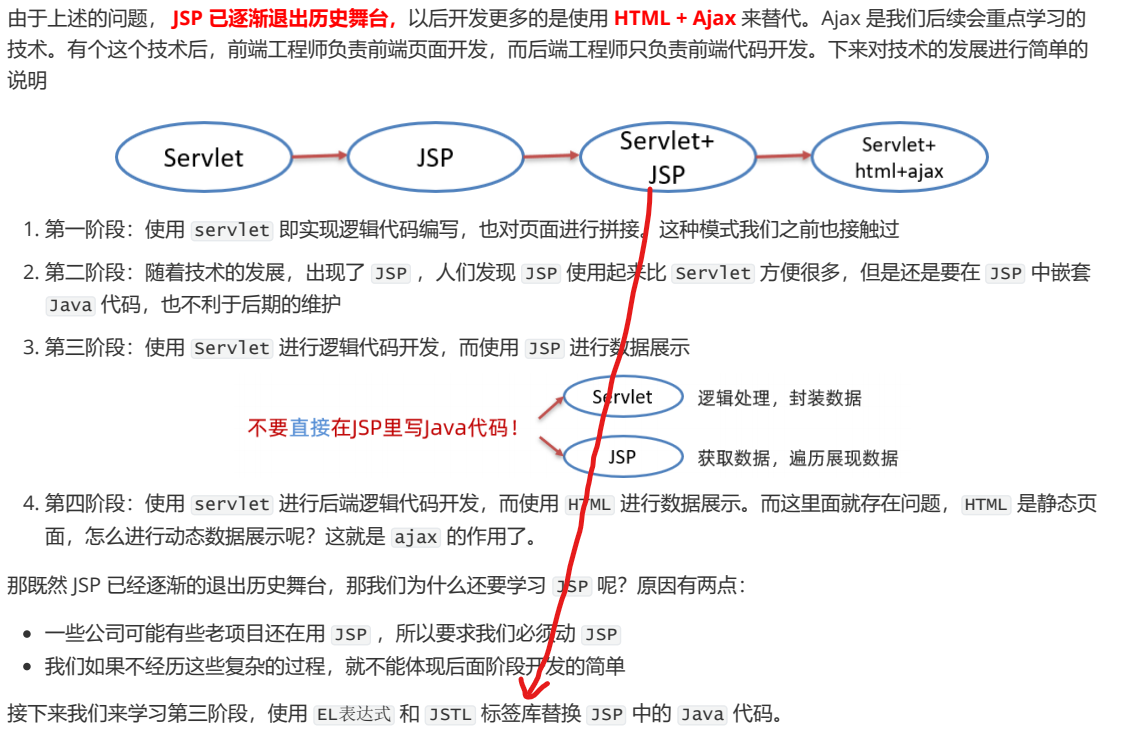 由于上述的问题， JSP 已逐渐退出历史舞台，以后开发更多的是使用 HTML + Ajax 来替代。Ajax 是我们后续会重点学习的
技术。有个这个技术后，前端工程师负责前端页面开发，而后端工程师只负责前端代码开发。下来对技术的发展进行简单的
说明
Servlet
JSP
Servlet+
JSP
Servlet+
html+ajax
1. 第一阶段：使用 servlet 即实现逻辑代码编写，也对页面进行拼接。这种模式我们之前也接触过
2. 第二阶段：随着技术的发展，出现了 JSP ，人们发现 JSP 使用起来比 Servlet 方便很多，但是还是要在 JSP 中嵌套
Java 代码，也不利于后期的维护
3. 第三阶段：使用 Servlet 进行逻辑代码开发，而使用 JSP 进行数据展示
不要直接在JSP里写Java代码！
Servlet
逻辑处理，封装数据
JSP
获取数据，遍历展现数据
4. 第四阶段：使用 servlet 进行后端逻辑代码开发，而使用 HTML 进行数据展示。而这里面就存在问题， HTML 是静态页
面，怎么进行动态数据展示呢？这就是 ajax 的作用了。
那既然 JSP 已经逐渐的退出历史舞台，那我们为什么还要学习 JSP 呢？原因有两点：
• 一些公司可能有些老项目还在用 JSP ，所以要求我们必须动 JSP
• 我们如果不经历这些复杂的过程，就不能体现后面阶段开发的简单
接下来我们来学习第三阶段，使用 EL表达式 和 JSTL 标签库替换 JSP 中的 Java 代码。